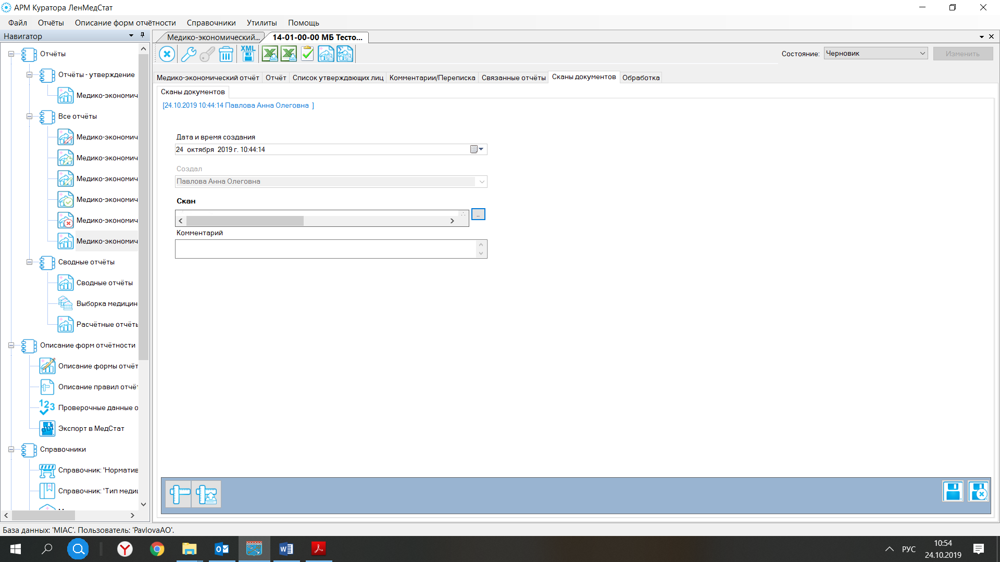 АРМ Куратора ЛенМедСтат
Файл Отчёты Описание форм отчётности Справочники Утилиты Помощь
Навигатор
Отчёты
Отчёты - утверждение
Медико-экономич
Все отчёты
Медико-экономич
Медико-экономич
Медико-экономич
Медико-экономич
Медико-экономич
Медико-экономич
Сводные отчёты
Сводные отчёты
Выборка медицин
Расчётные отчёть
Описание форм отчётности
Описание формы отчёт
Описание правил отчёт
123
Проверочные данные о
dbf
Экспорт в МедСтат
Справочники
Справочник: 'Норматив
Справочник: 'Тип медиц
Медико-экономический... 14-01-00-00 МБ Тесто...
XML
Состояние: Черновик Изменить
Медико-экономический отчёт Отчёт Список утверждающих лиц Комментарии/Переписка Связанные отчёты Сканы документов Обработка
Сканы документов
[24.10.2019 10:44:14 Павлова Анна Олеговна ]
Дата и время создания
24 октября 2019 г. 10:44:14
Создал
Павлова Анна Олеговна
Скан
..
Комментарий
База данных: 'MIAC'. Пользователь: 'PavlovaAO'.
РУС
10:54
24.10.2019